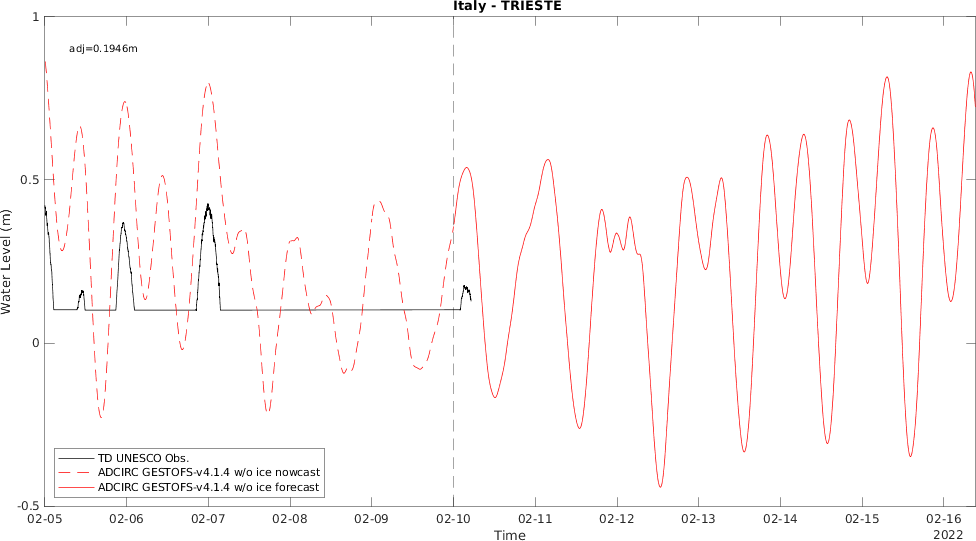 Italy - TRIESTE
1
adj=0.1946m
0.5
Water Level (m)
0
TD UNESCO Obs.
ADCIRC GESTOFS-v4.1.4 w/o ice nowcast
ADCIRC GESTOFS-v4.1.4 w/o ice forecast
-0.5
02-05 02-06 02-07 02-08 02-09 02-10 02-11 02-12 02-13 02-14 02-15 02-16
Time
2022